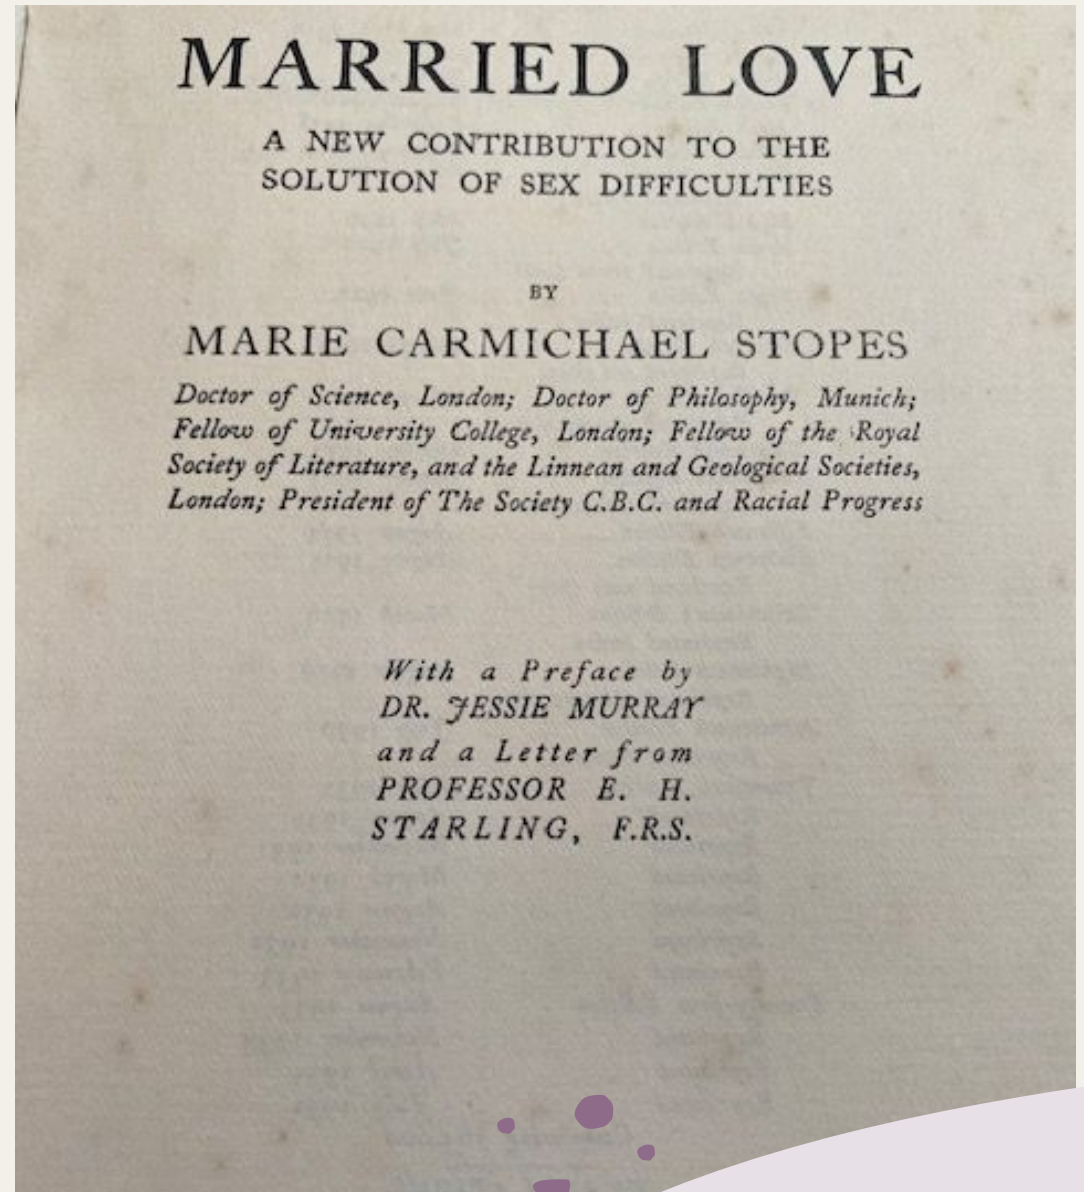 MARRIED LOVE
A NEW CONTRIBUTION TO THE
SOLUTION OF SEX DIFFICULTIES
BY
MARIE CARMICHAEL STOPES
Doctor of Science, London; Doctor of Philosophy, Munich;
Fellow of University College, London; Fellow of the Royal
Society of Literature, and the Linnean and Geological Societies,
London; President of The Society C.B.C. and Racial Progress
With a Preface by
DR. JESSIE MURRAY
and a Letter from
PROFESSOR E. H.
STARLING, F.R.S.